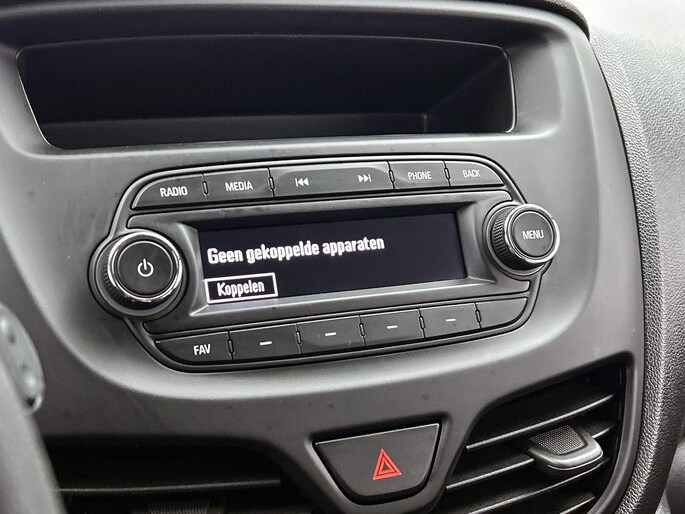 RADIO MEDIA PHONE BACK
Geen gekoppelde apparaten
MENU
Koppelen
FAV